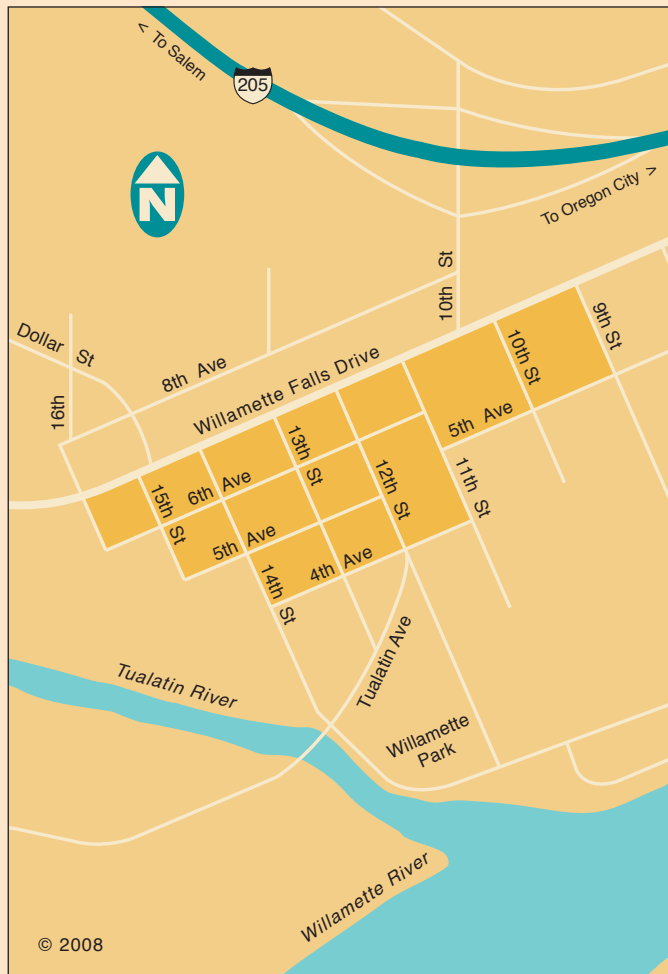 < To Salem
205
N
To Oregon City >
10th St
9th St
10th St
Dollar St
8th Ave
16th
Willamette Falls Drive
5th Ave
13th St
12th St
11th St
6th Ave
15th St
5th Ave
4th Ave
14th St
Tualatin Ave
Tualatin River
Willamette
Park
Willamette River
© 2008